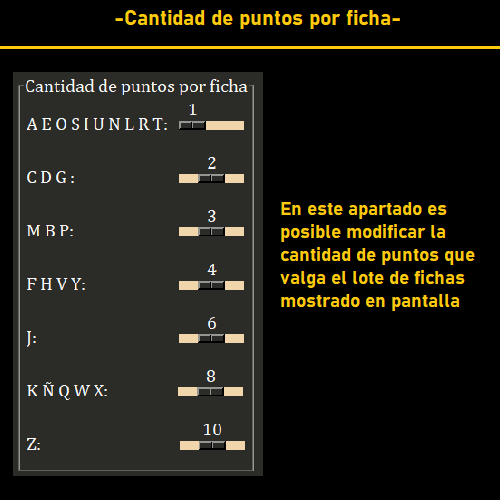 -Cantidad de puntos por ficha-
Cantidad de puntos por ficha
1
A E O S I U N L R T:
2
C D G:
3
M B P:
4
F H V Y:
6
J:
8
K Ñ Q W X:
10
Z:
En este apartado es
posible modificar la
cantidad de puntos que
valga el lote de fichas
mostrado en pantalla